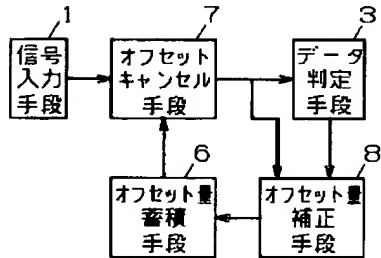 1
7
3
信号
入力
手段
オフセット
キャンセル
手段
データ
判定
手段
6
8
オフセット量
蓄積
手段
オフセット量
補正
手段